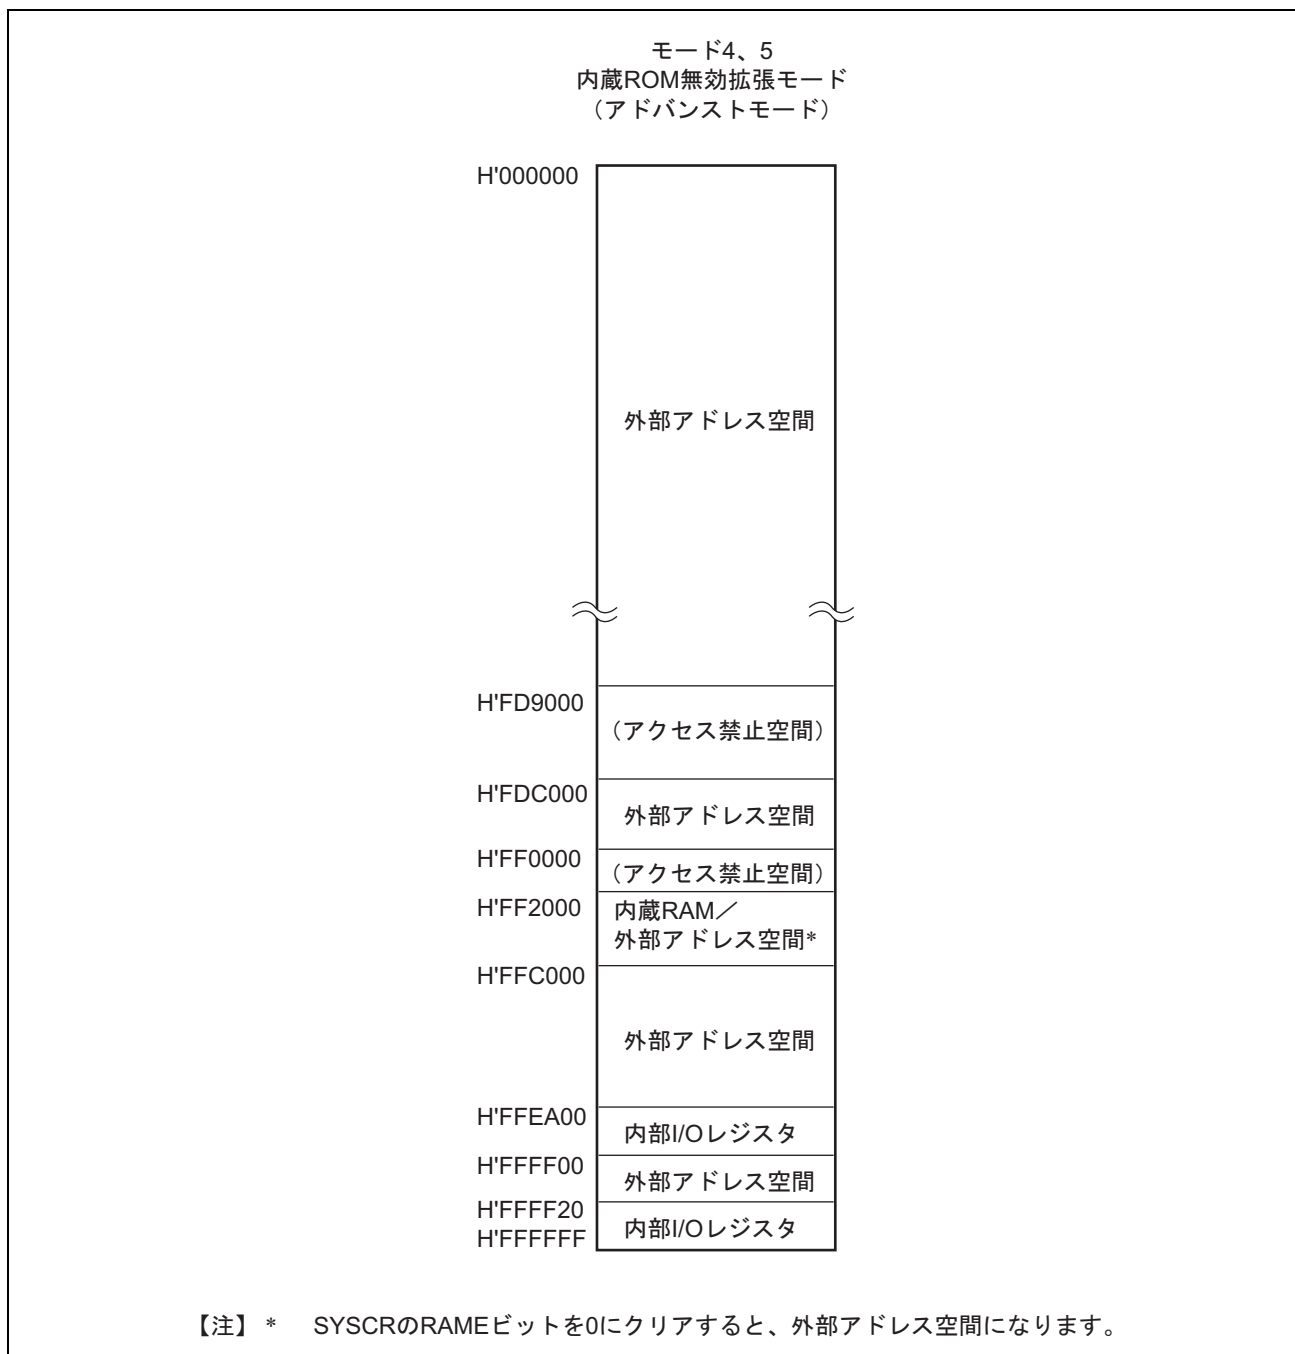 モード4、5
内蔵ROM無効拡張モード
（アドバンストモード）
H'000000
外部アドレス空間
H'FD9000
（アクセス禁止空間）
H'FDC000
外部アドレス空間
H'FF0000
（アクセス禁止空間）
H'FF2000
内蔵RAM／
外部アドレス空間*
H'FFC000
外部アドレス空間
H'FFEA00
内部I/Oレジスタ
H'FFFF00
外部アドレス空間
H'FFFF20
内部I/Oレジスタ
H'FFFFFF
【注】 * SYSCRのRAMEビットを0にクリアすると、外部アドレス空間になります。